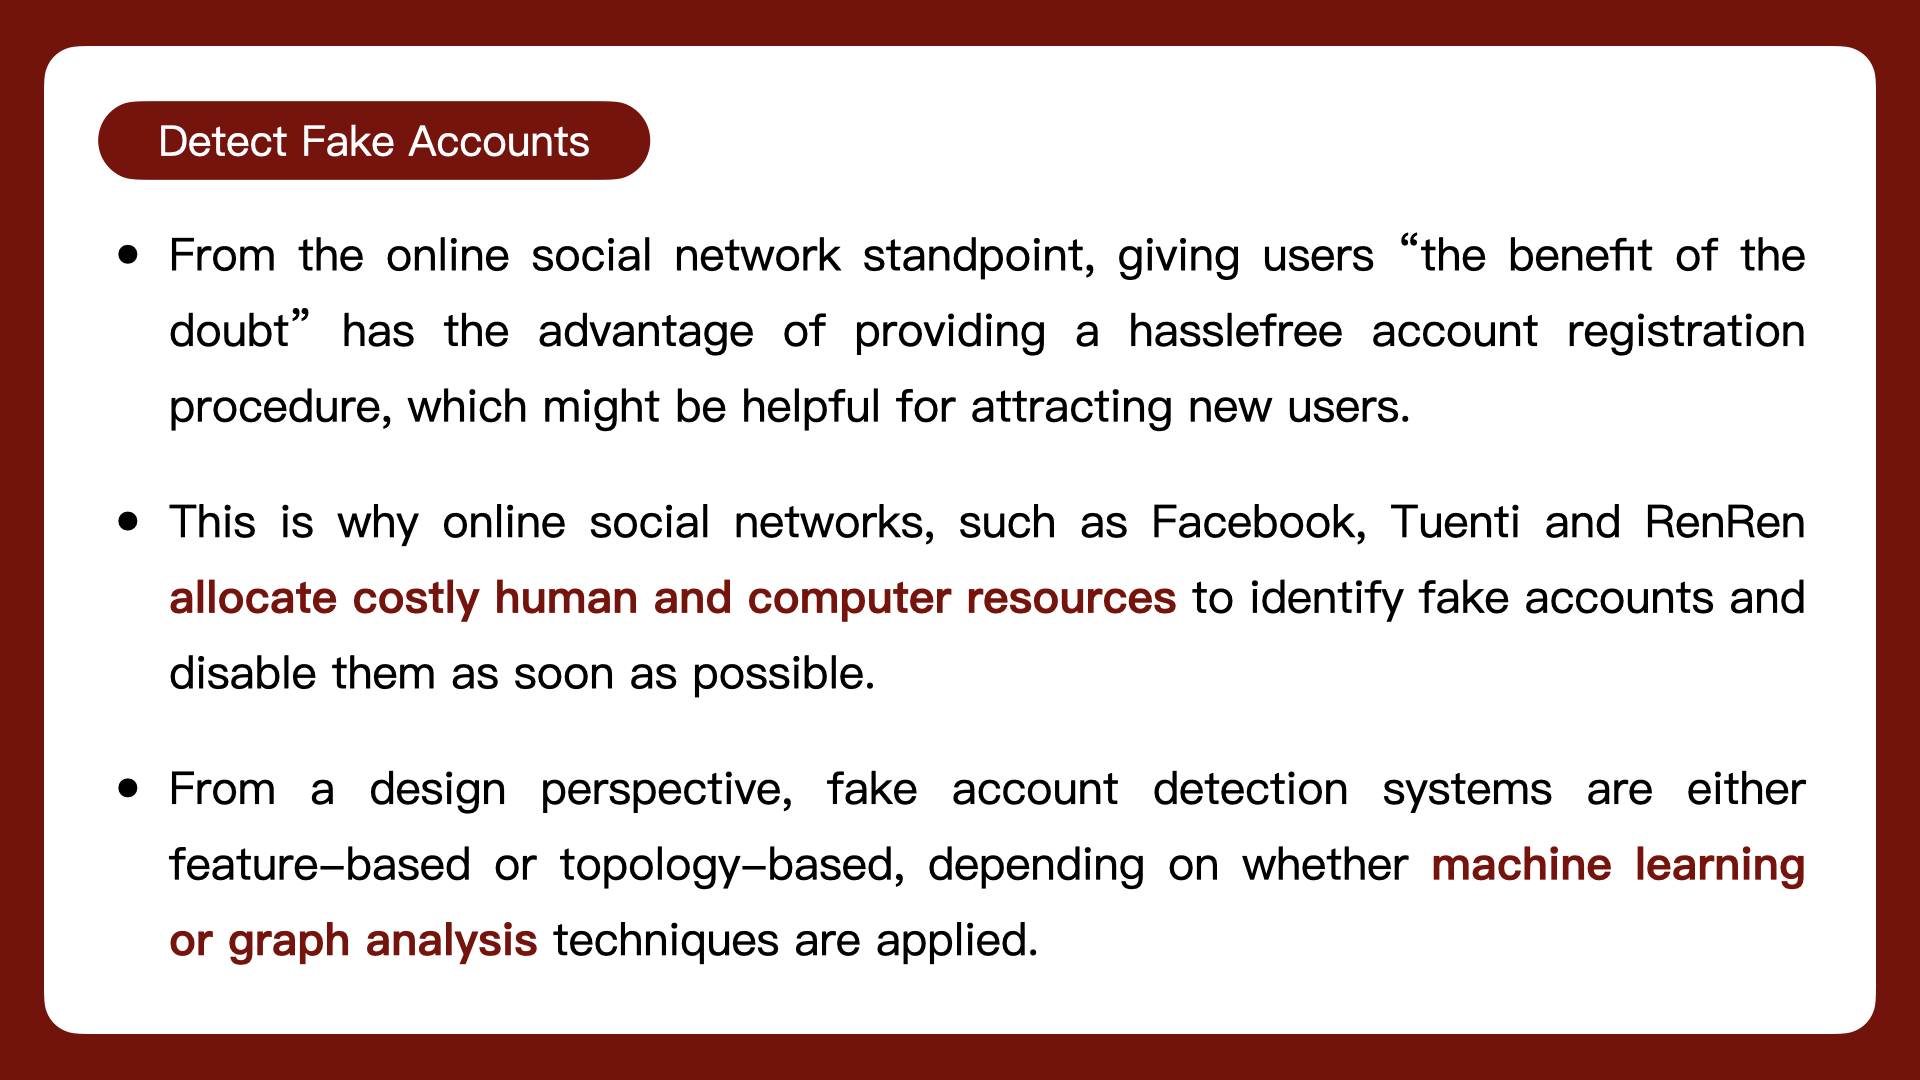 Detect Fake Accounts
• From the online social network standpoint, giving users “the benefit of the
doubt” has the advantage of providing a hasslefree account registration
procedure, which might be helpful for attracting new users.
• This is why online social networks, such as Facebook, Tuenti and RenRen
allocate costly human and computer resources to identify fake accounts and
disable them as soon as possible.
• From a design perspective, fake account detection systems are either
feature–based or topology–based, depending on whether machine learning
or graph analysis techniques are applied.